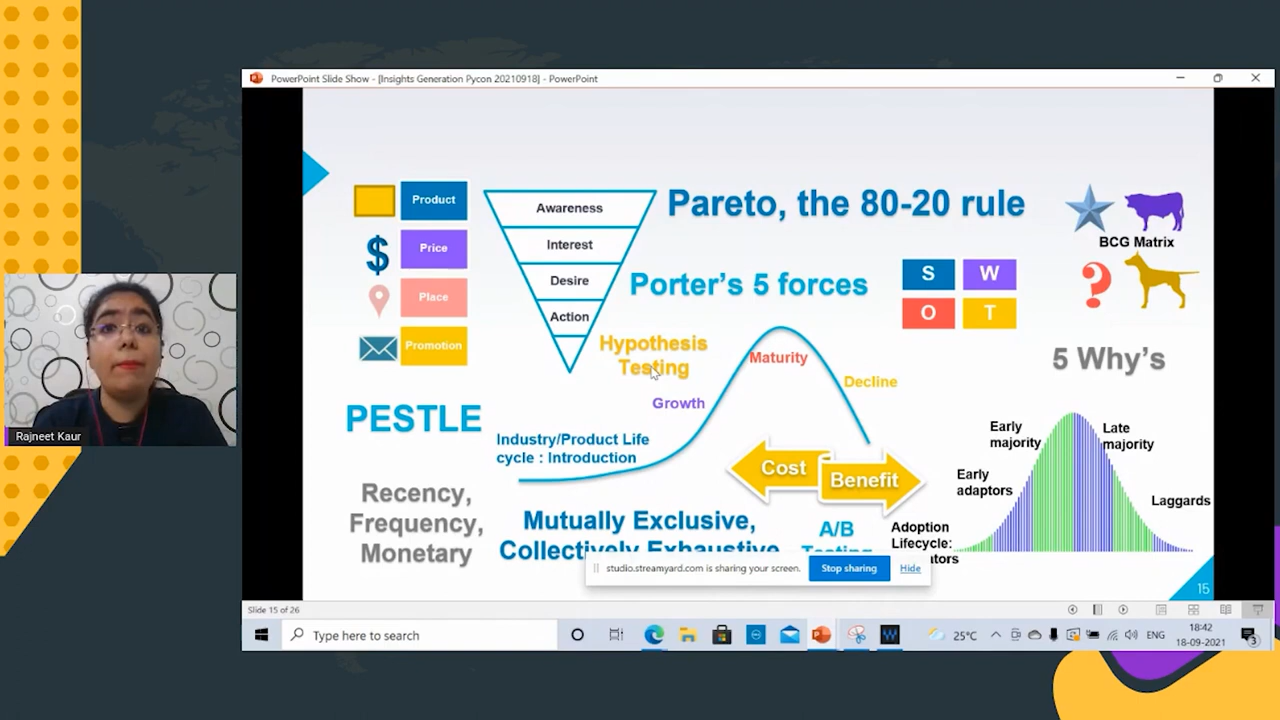 PowerPoint Slide Show - [Insights Generation Pycon 20210918] - PowerPoint
Product
Price
Place
Promotion
Awareness
Interest
Desire
Action
Pareto, the 80-20 rule
Porter's 5 forces
Hypothesis
Testing
S W
O T
BCG Matrix
?
$
5 Why's
PESTLE
Industry/Product Life
cycle : Introduction
Growth
Maturity
Decline
Cost
Benefit
Recency,
Frequency,
Monetary
Mutually Exclusive,
Collectively Exhaustive
A/B
Testing
Adoption
Lifecycle:
Early
adaptors
Early
majority
Late
majority
Laggards
15
Rajneet Kaur
studio.streamyard.com is sharing your screen.
Stop sharing
Hide
Slide 15 of 26
Type here to search
25°C
ENG
18:42
18-09-2021
3